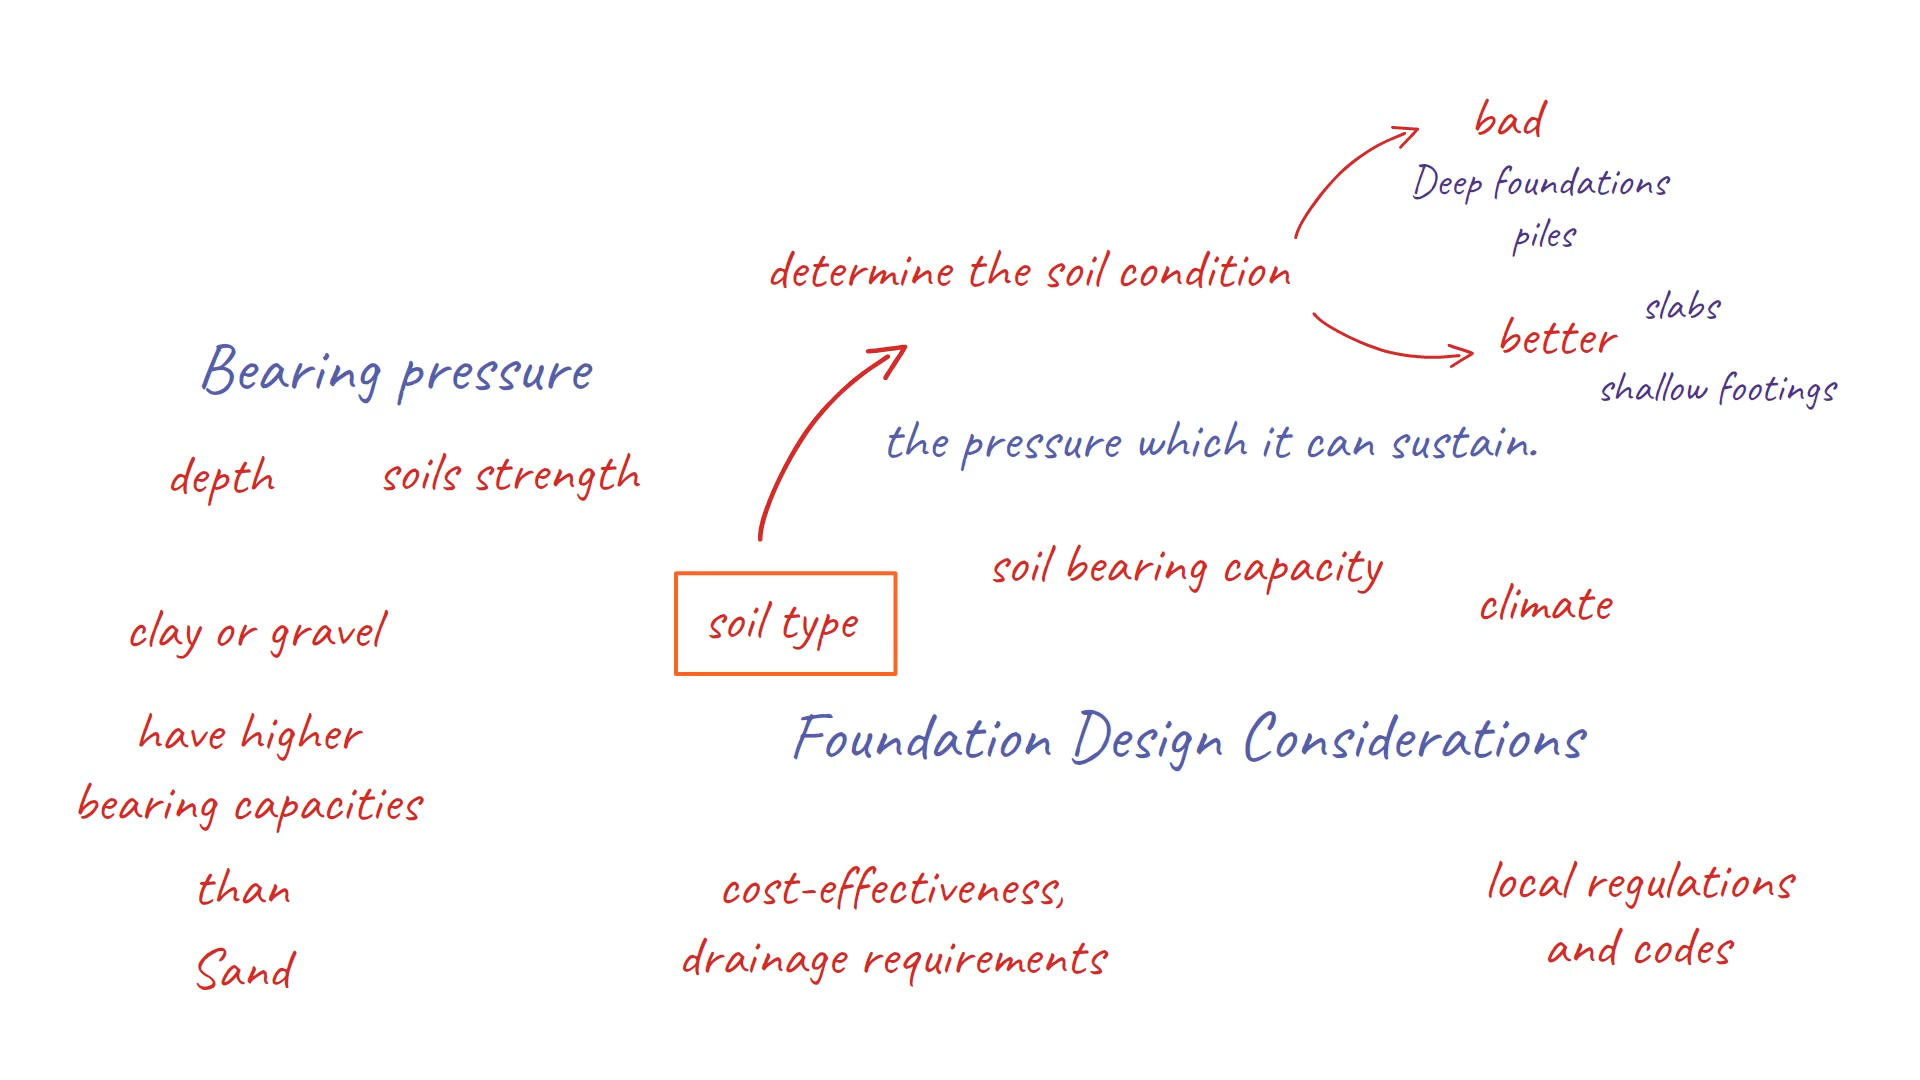 bad
Deep foundations
piles
determine the soil condition
slabs
better
shallow footings
Bearing pressure
the pressure which it can sustain.
depth
soils strength
soil bearing capacity
climate
soil type
clay or gravel
have higher
bearing capacities
than
Sand
Foundation Design Considerations
cost-effectiveness,
drainage requirements
local regulations
and codes